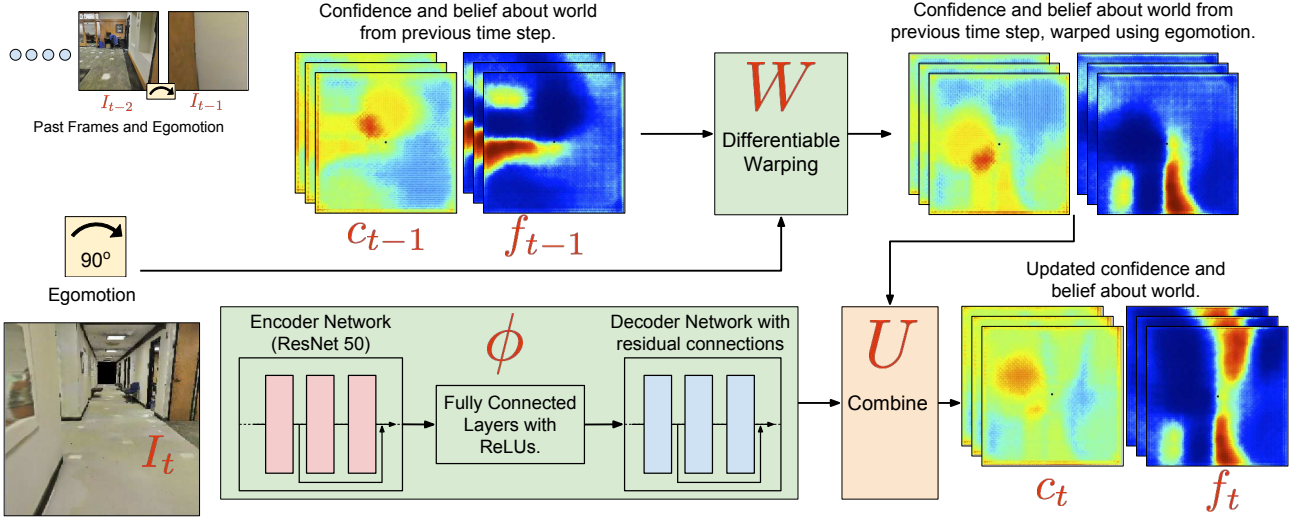 Confidence and belief about world
from previous time step.
Confidence and belief about world from
previous time step, warped using egomotion.
I_{t-2}
I_{t-1}
Past Frames and Egomotion
W
Differentiable
Warping
c_{t-1}
f_{t-1}
90°
Egomotion
Updated confidence and
belief about world.
Encoder Network
(ResNet 50)
ϕ
Decoder Network with
residual connections
Fully Connected
Layers with
ReLUs.
U
Combine
I_t
c_t
f_t